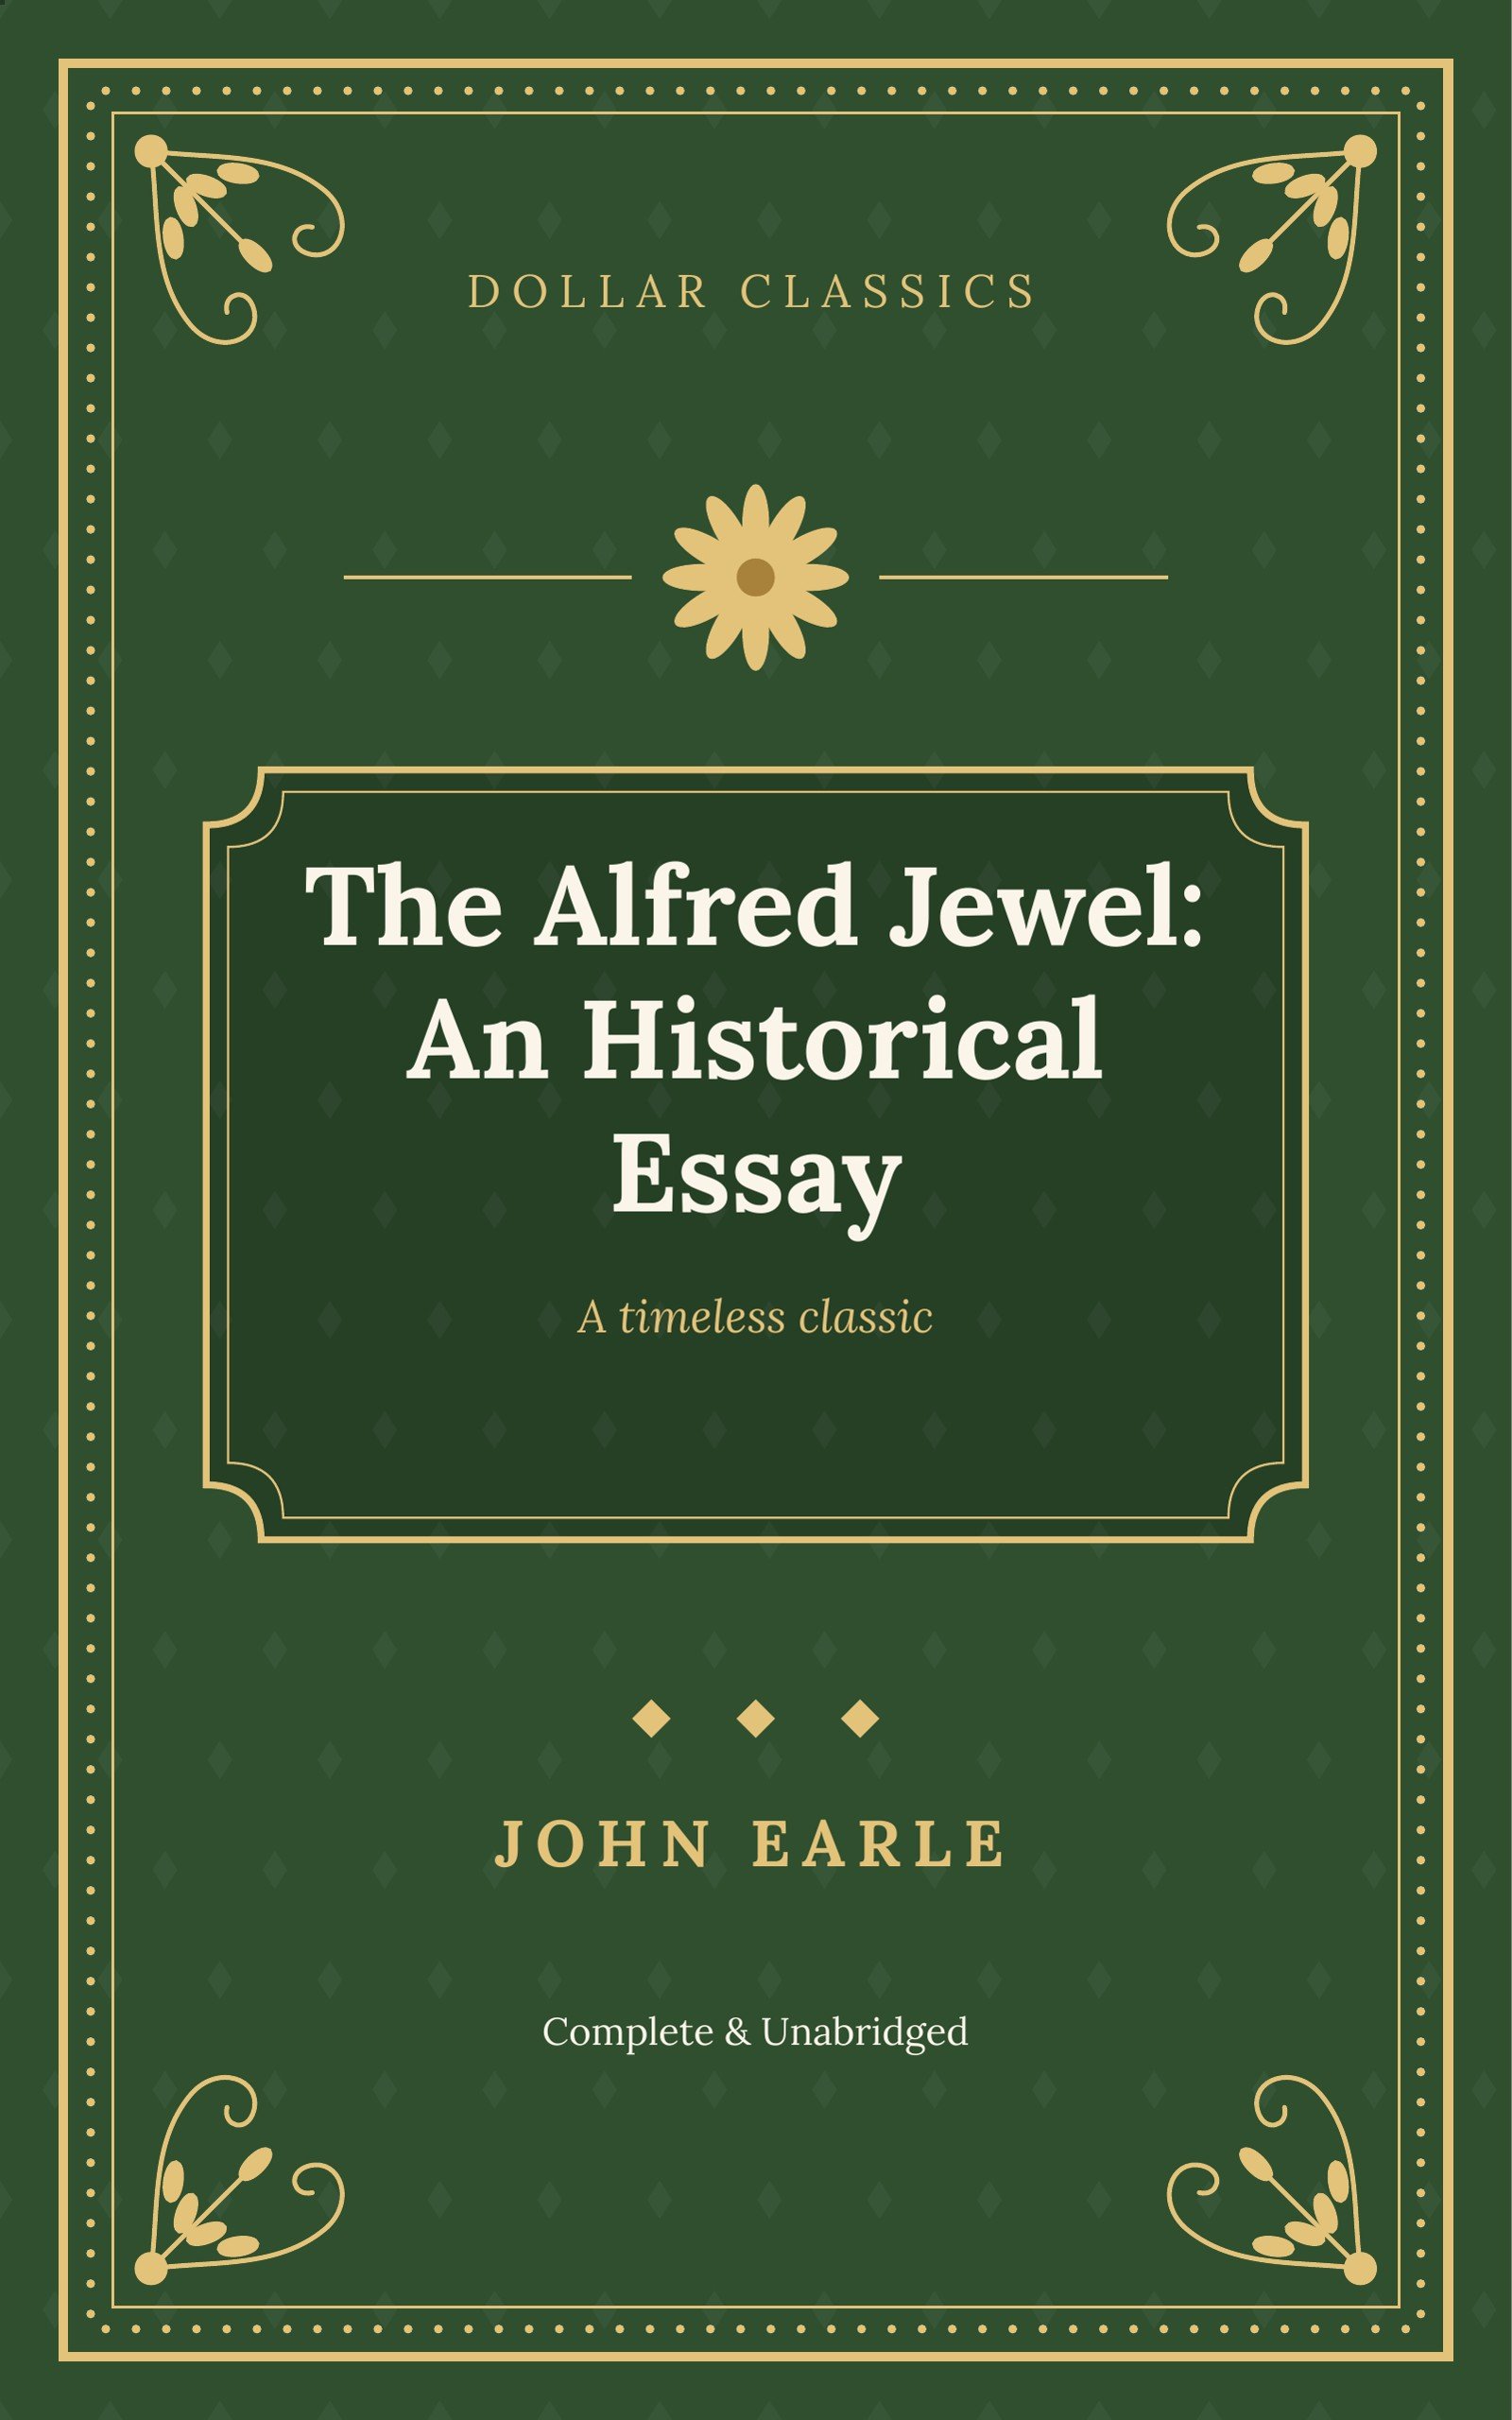 DOLLAR CLASSICS
The Alfred Jewel:
An Historical
Essay
A timeless classic
JOHN EARLE
Complete & Unabridged